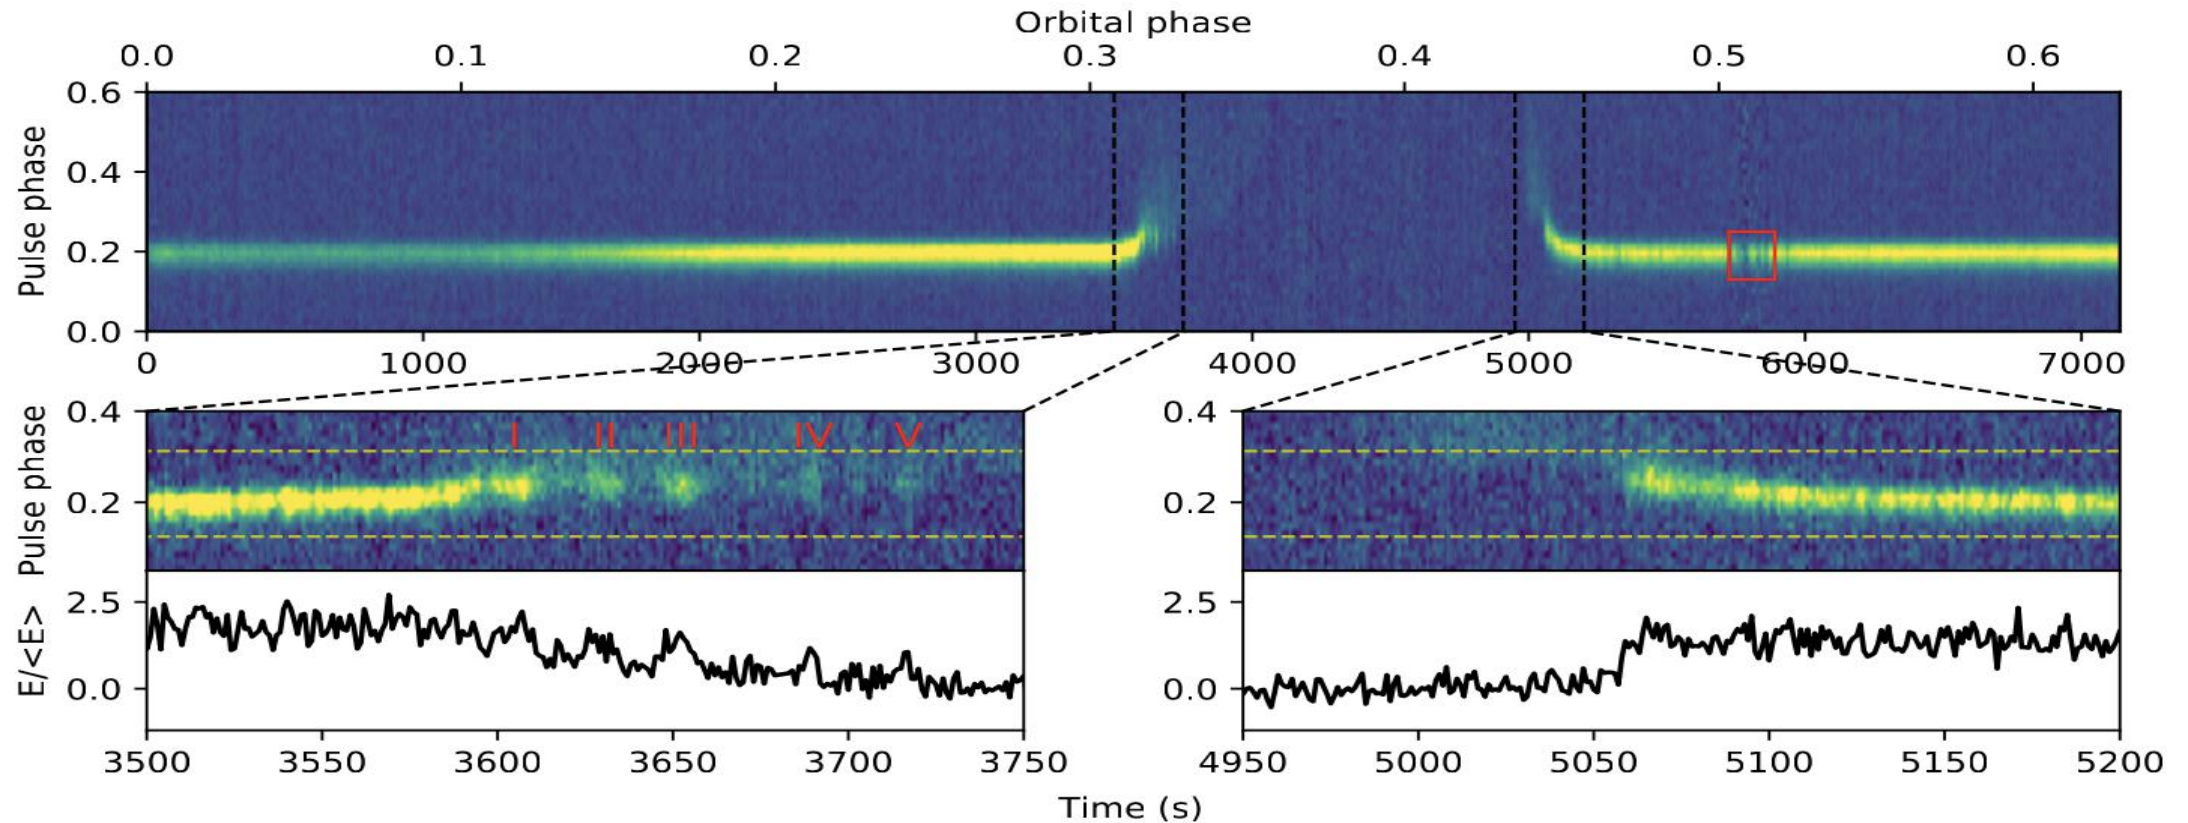 Orbital phase
0.0 0.1 0.2 0.3 0.4 0.5 0.6
Pulse phase
0.6
0.4
0.2
0.0
0 1000 2000 3000 4000 5000 6000 7000
Pulse phase
0.4
0.2
I II III IV V
0.4
0.2
E/<E>
2.5
0.0
2.5
0.0
3500 3550 3600 3650 3700 3750
4950 5000 5050 5100 5150 5200
Time (s)